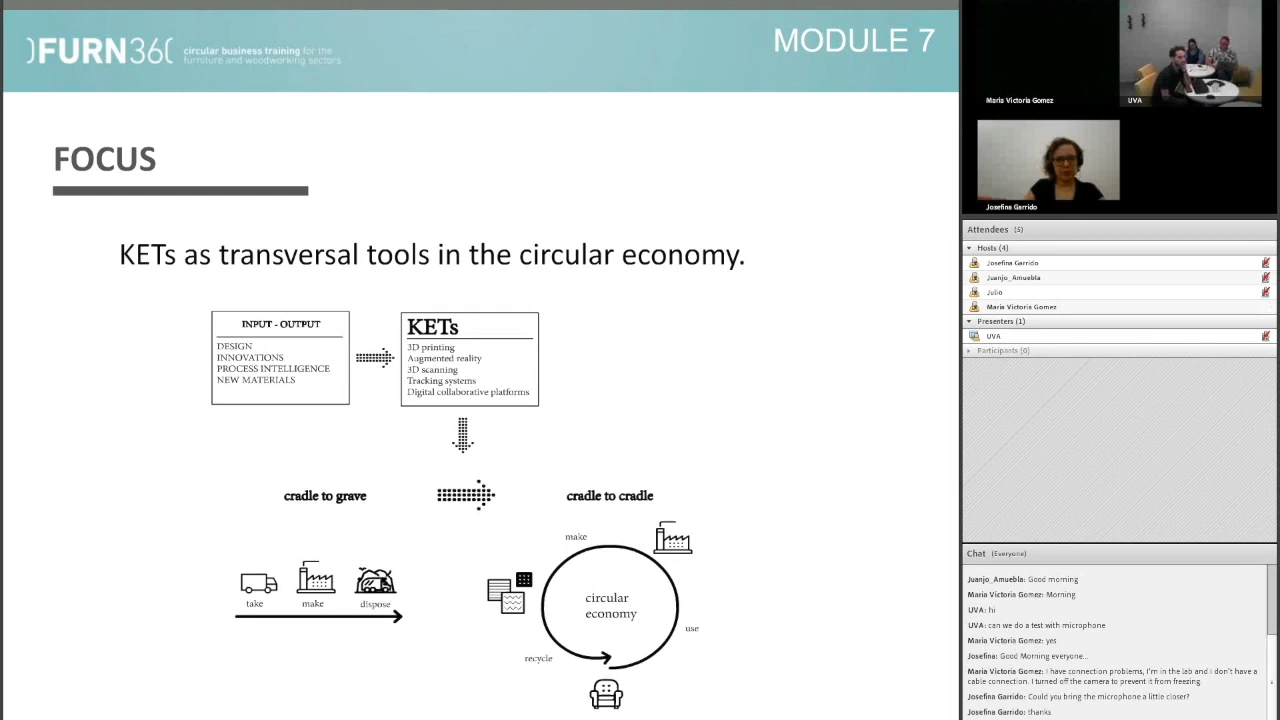 )FURN36(
circular business training for the
furniture and woodworking sectors
MODULE 7
FOCUS
KETs as transversal tools in the circular economy.
INPUT - OUTPUT
DESIGN
INNOVATIONS
PROCESS INTELLIGENCE
NEW MATERIALS
KETs
3D printing
Augmented reality
3D scanning
Tracking systems
Digital collaborative platforms
cradle to grave
cradle to cradle
take
make
dispose
make
circular
economy
use
recycle
Maria Victoria Gomez
UVA
Josefina Garrido
Attendees (5)
Hosts (4)
Josefina Garrido
Juanjo_Amuebla
Julio
Maria Victoria Gomez
Presenters (1)
UVA
Participants (0)
Chat (Everyone)
Juanjo_Amuebla: Good morning
Maria Victoria Gomez: Morning
UVA: hi
UVA: can we do a test with microphone
Maria Victoria Gomez: yes
Josefina: Good Morning everyone...
Maria Victoria Gomez: I have connection problems, I'm in the lab and i don't have a
cable connection. I turned off the camera to prevent it from freezing.
Josefina Garrido: Could you bring the microphone a little closer?
Josefina Garrido: thanks